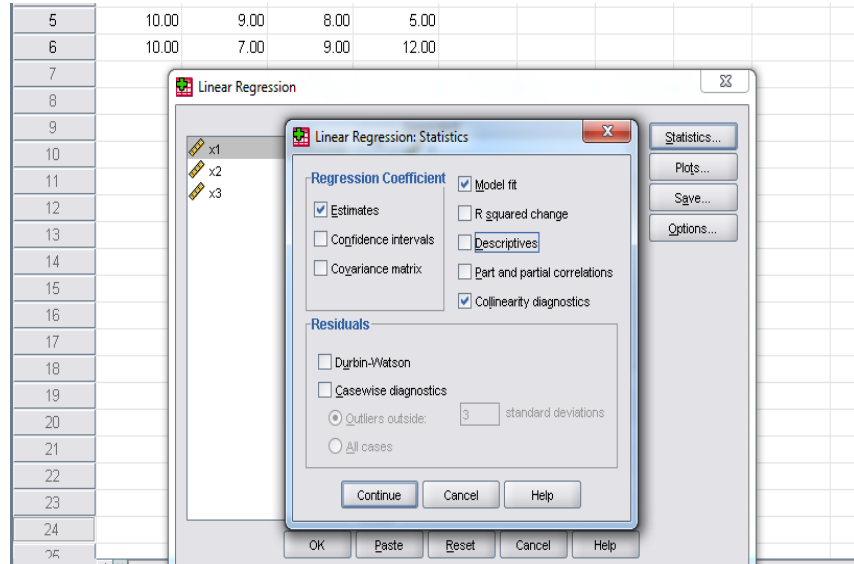 5 10.00 9.00 8.00 5.00
6 10.00 7.00 9.00 12.00
7
8
9
10
11
12
13
14
15
16
17
18
19
20
21
22
23
24
25
Linear Regression
x1
x2
x3
Statistics...
Plots...
Save...
Options...
Linear Regression: Statistics
Regression Coefficient
Estimates
Confidence intervals
Covariance matrix
Model fit
R squared change
Descriptives
Part and partial correlations
Collinearity diagnostics
Residuals
Durbin-Watson
Casewise diagnostics
Outliers outside: 3 standard deviations
All cases
Continue Cancel Help
OK Paste Reset Cancel Help